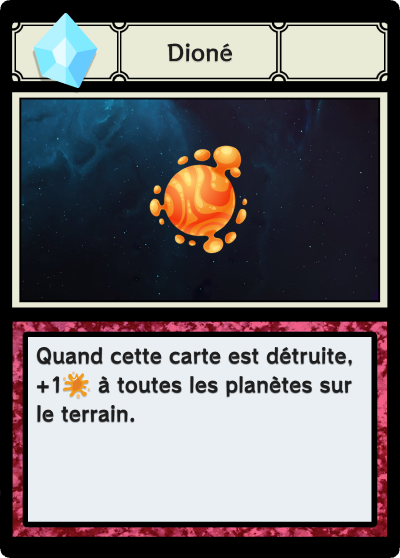 Dioné
Quand cette carte est détruite,
+1 à toutes les planètes sur
le terrain.